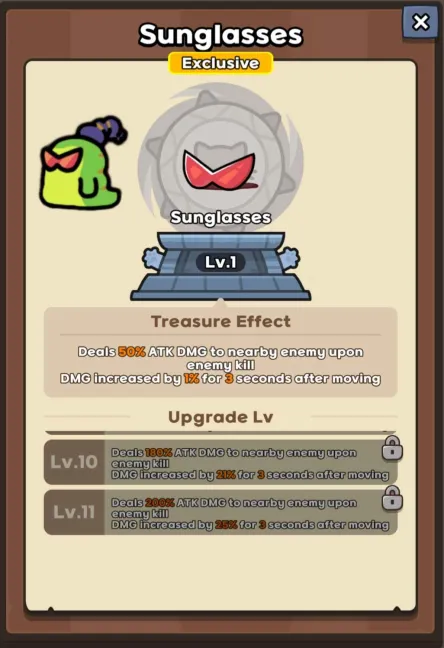 Sunglasses
Exclusive
Sunglasses
Lv.1
Treasure Effect
Deals 50% ATK DMG to nearby enemy upon
enemy kill
DMG increased by 1% for 3 seconds after moving
Upgrade Lv
Lv.10
Deals 180% ATK DMG to nearby enemy upon
enemy kill
DMG increased by 21% for 3 seconds after moving
Lv.11
Deals 200% ATK DMG to nearby enemy upon
enemy kill
DMG increased by 25% for 3 seconds after moving